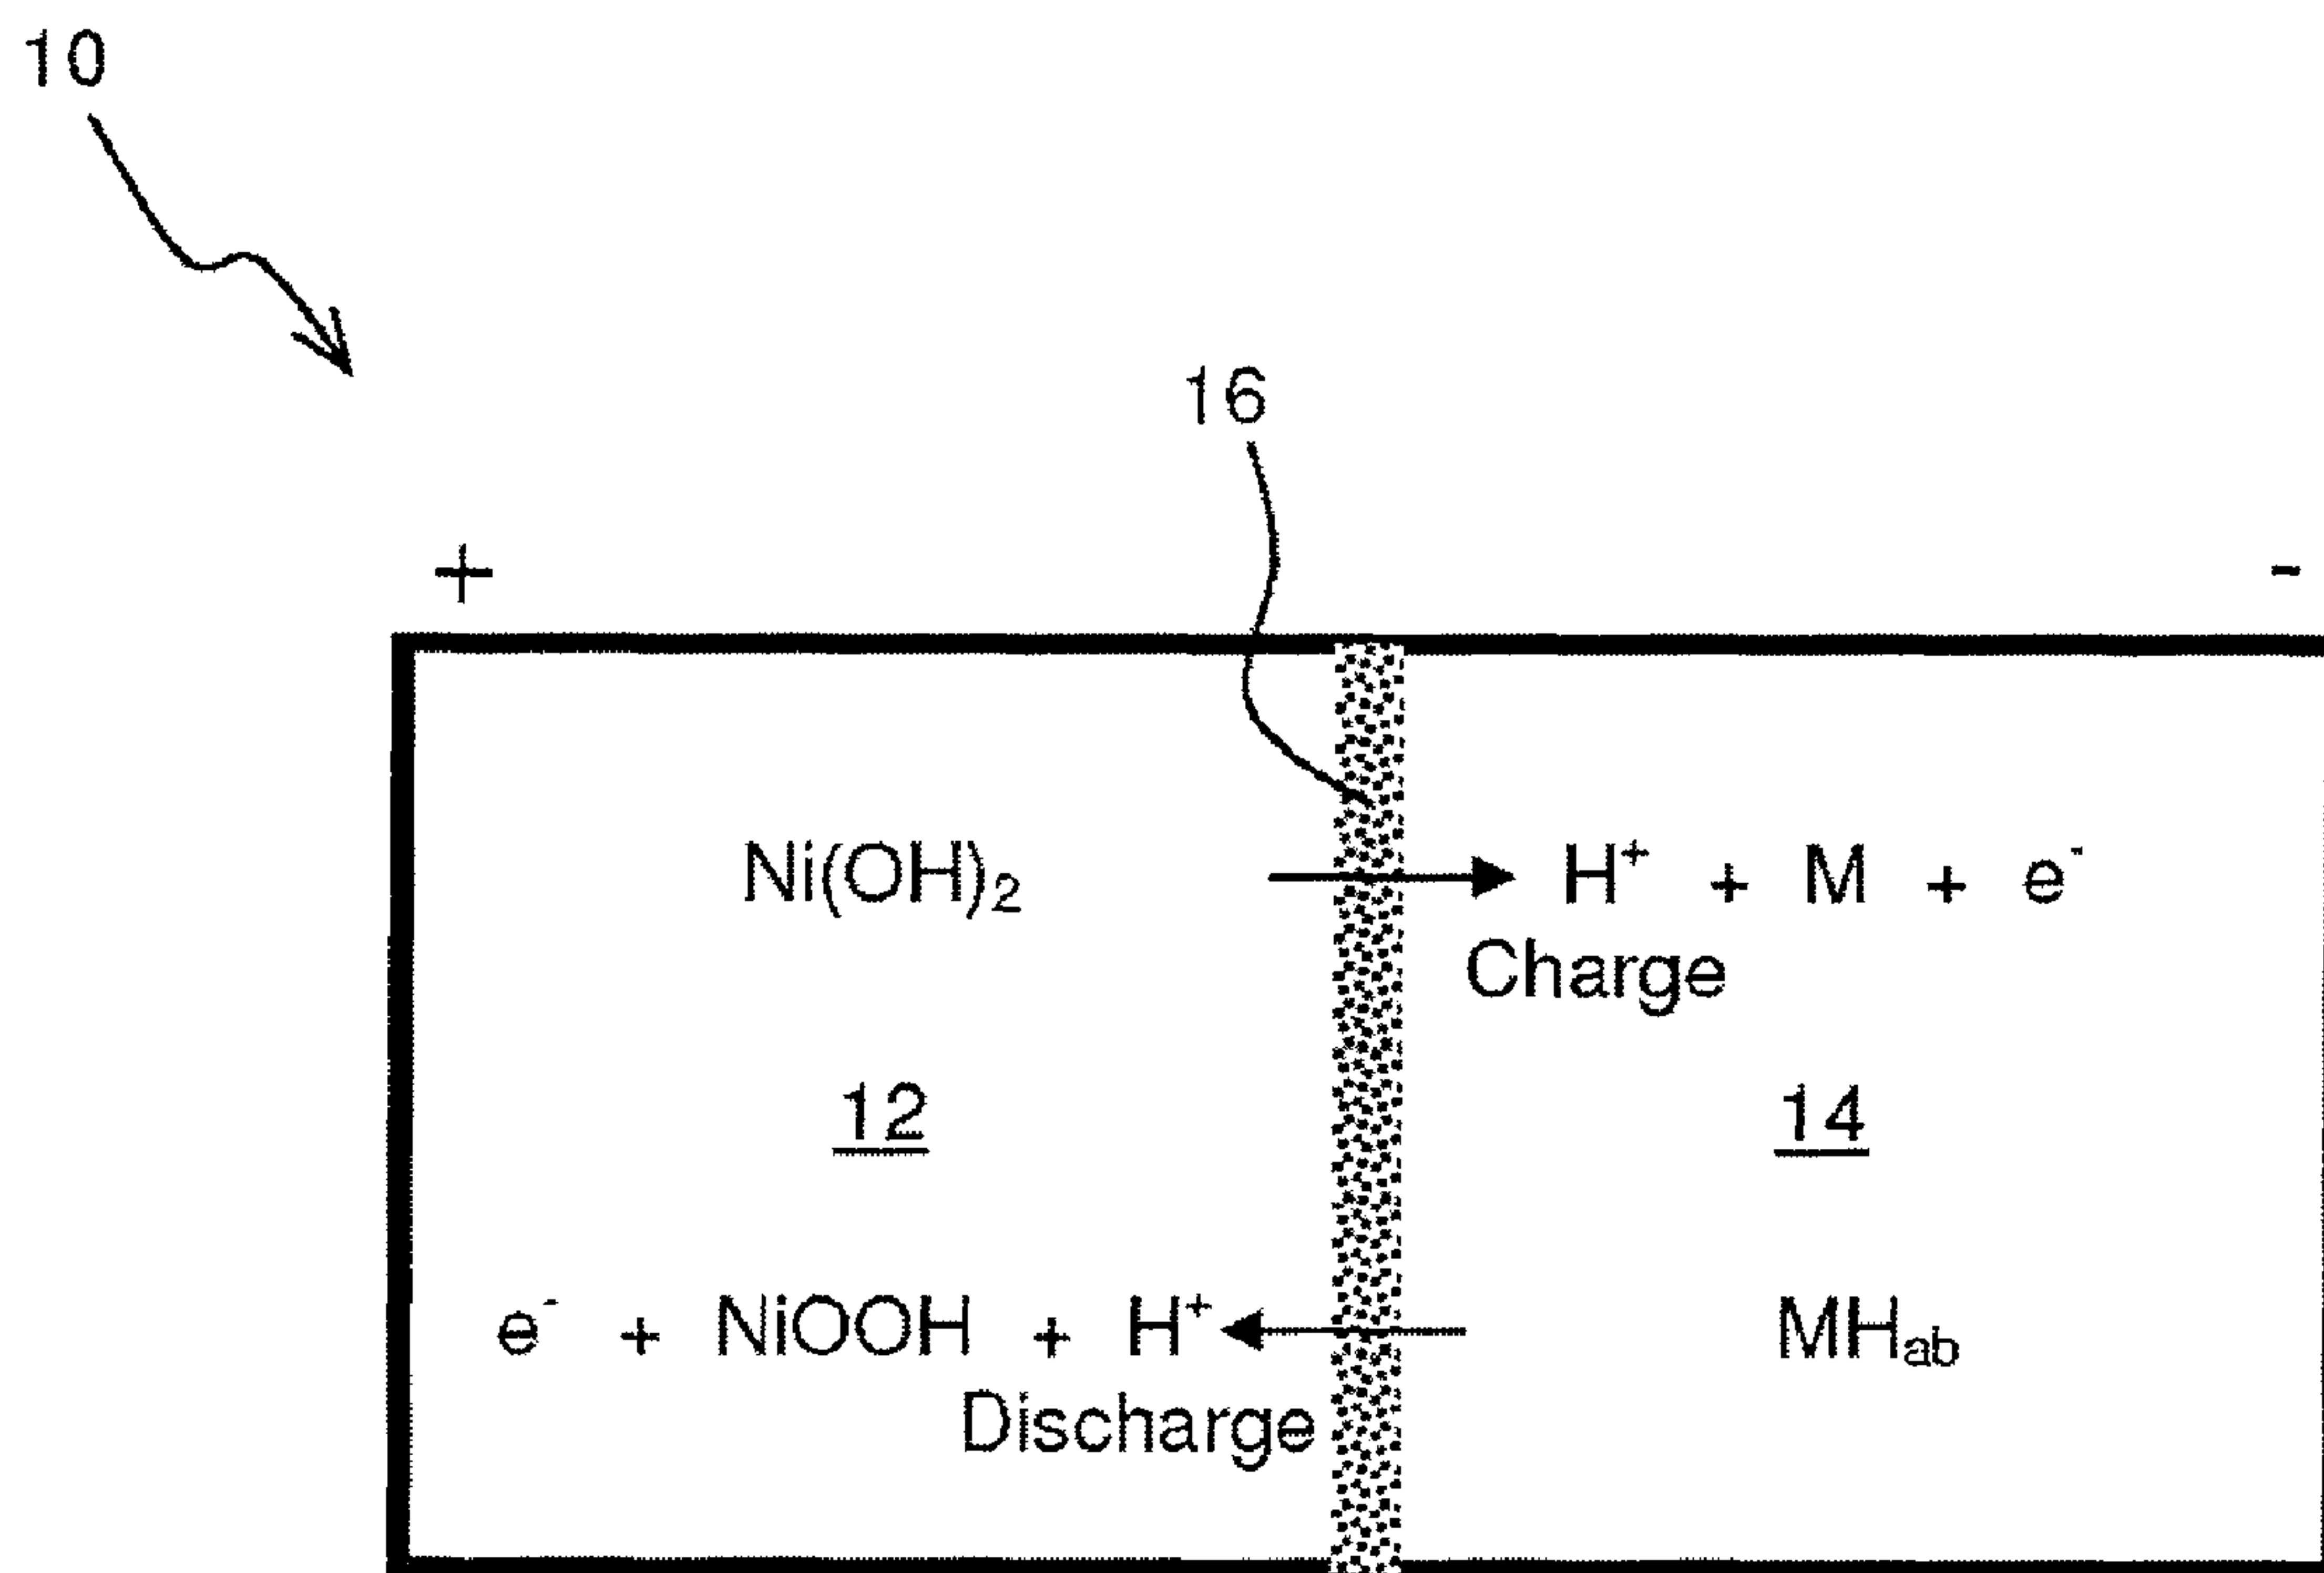 10
16
+ -
Ni(OH)₂ H⁺ + M + e⁻
Charge
12 14
e⁻ + NiOOH + H⁺ MHab
Discharge